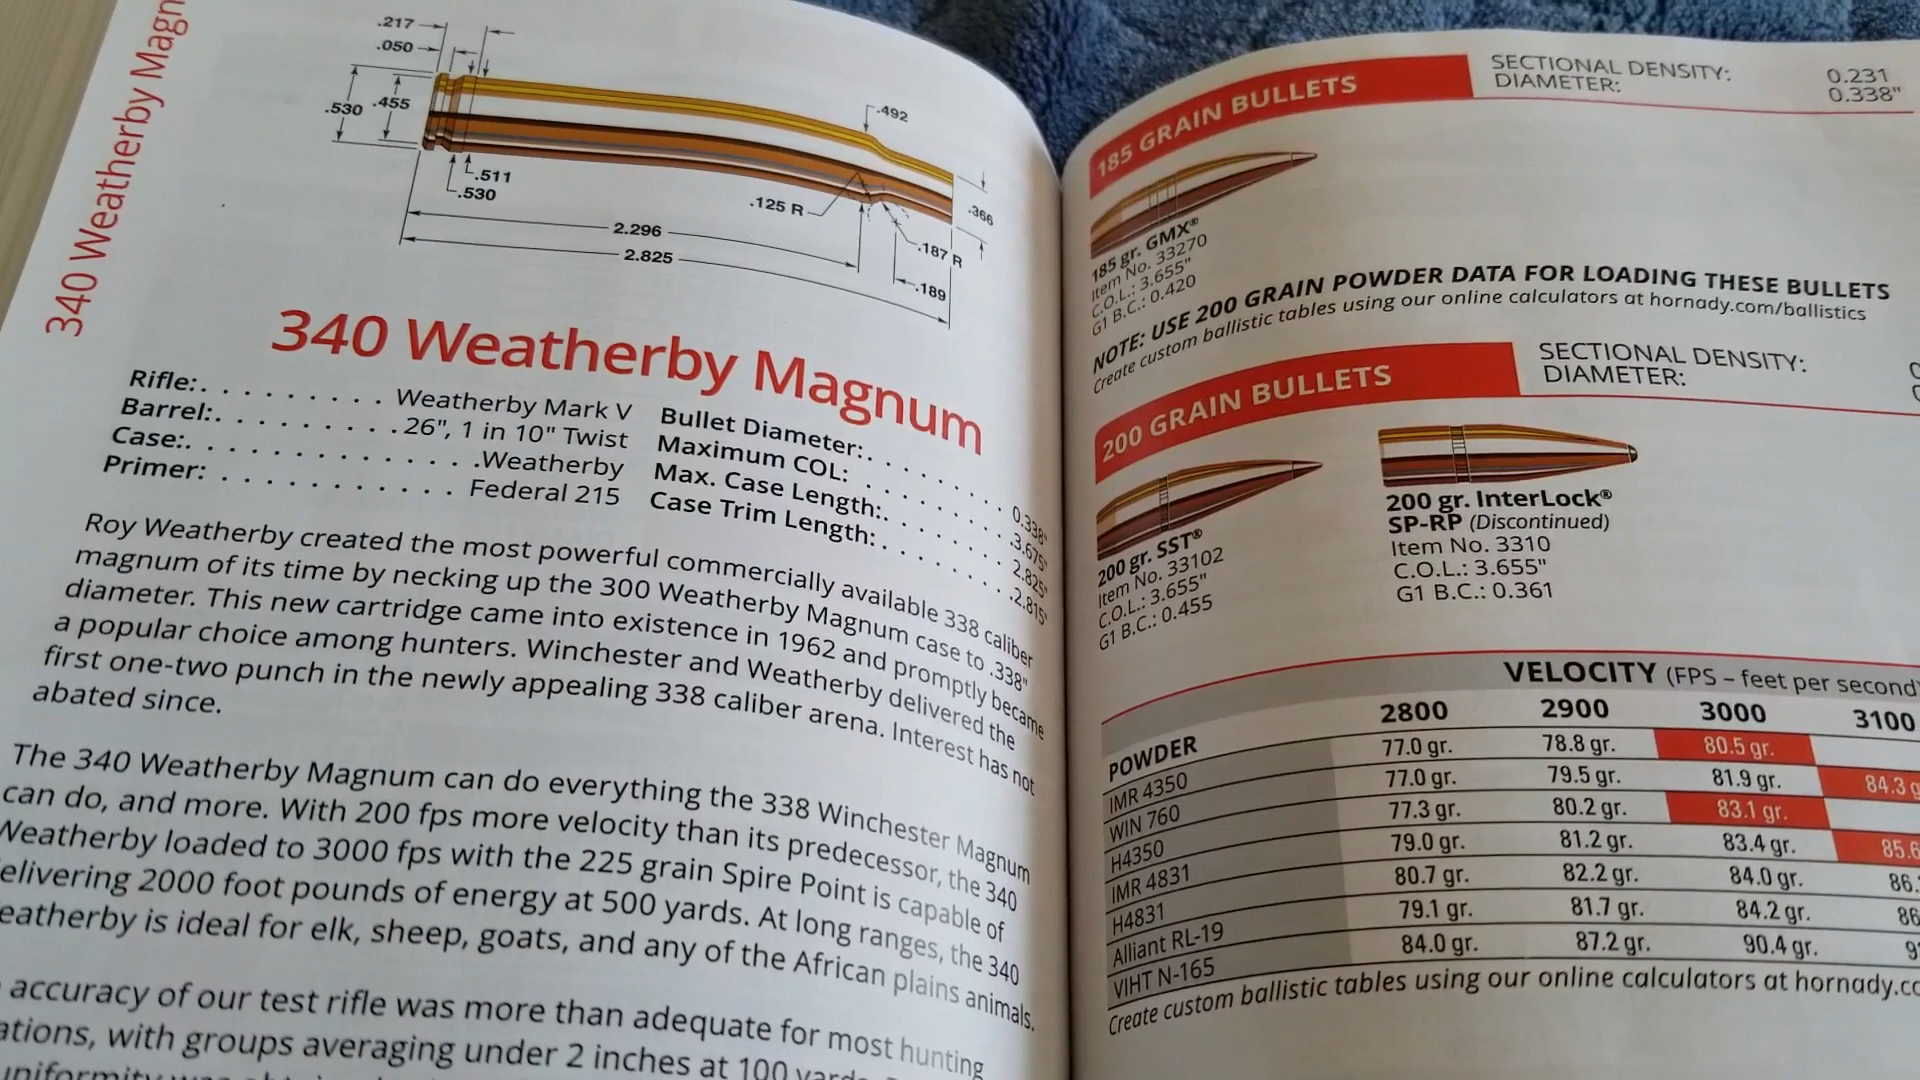 340 Weatherby Magn
.217
.050
.530
.455
.492
.511
.530
.125 R
.366
2.296
.187 R
2.825
.189
340 Weatherby Magnum
Rifle:. . . . . . . . . Weatherby Mark V
Barrel:. . . . . . . . . 26", 1 in 10" Twist
Case:. . . . . . . . . . . . . .Weatherby
Primer: . . . . . . . . . . . . Federal 215
Bullet Diameter:. . . . . . . . 0.338"
Maximum COL: . . . . . . . . .3.675"
Max. Case Length:. . . . . . . 2.825"
Case Trim Length: . . . . . . . .2.815"
Roy Weatherby created the most powerful commercially available 338 caliber
magnum of its time by necking up the 300 Weatherby Magnum case to .338"
diameter. This new cartridge came into existence in 1962 and promptly became
a popular choice among hunters. Winchester and Weatherby delivered the
first one-two punch in the newly appealing 338 caliber arena. Interest has not
abated since.
The 340 Weatherby Magnum can do everything the 338 Winchester Magnum
can do, and more. With 200 fps more velocity than its predecessor, the 340
Weatherby loaded to 3000 fps with the 225 grain Spire Point is capable of
elivering 2000 foot pounds of energy at 500 yards. At long ranges, the 340
eatherby is ideal for elk, sheep, goats, and any of the African plains animals.
accuracy of our test rifle was more than adequate for most hunting
ations, with groups averaging under 2 inches at 100
185 GRAIN BULLETS
SECTIONAL DENSITY: 0.231
DIAMETER: 0.338"
185 gr. GMX®
Item No. 33270
C.O.L.: 3.655"
G1 B.C.: 0.420
NOTE: USE 200 GRAIN POWDER DATA FOR LOADING THESE BULLETS
Create custom ballistic tables using our online calculators at hornady.com/ballistics
200 GRAIN BULLETS
SECTIONAL DENSITY:
DIAMETER:
200 gr. SST®
Item No. 33102
C.O.L.: 3.655"
G1 B.C.: 0.455
200 gr. InterLock®
SP-RP (Discontinued)
Item No. 3310
C.O.L.: 3.655"
G1 B.C.: 0.361
VELOCITY (FPS – feet per second)
POWDER 2800 2900 3000 3100
IMR 4350 77.0 gr. 78.8 gr. 80.5 gr.
WIN 760 77.0 gr. 79.5 gr. 81.9 gr. 84.3 g
H4350 77.3 gr. 80.2 gr. 83.1 gr.
IMR 4831 79.0 gr. 81.2 gr. 83.4 gr. 85.6
H4831 80.7 gr. 82.2 gr. 84.0 gr. 86.
Alliant RL-19 79.1 gr. 81.7 gr. 84.2 gr. 86
VIHT N-165 84.0 gr. 87.2 gr. 90.4 gr.
Create custom ballistic tables using our online calculators at hornady.co